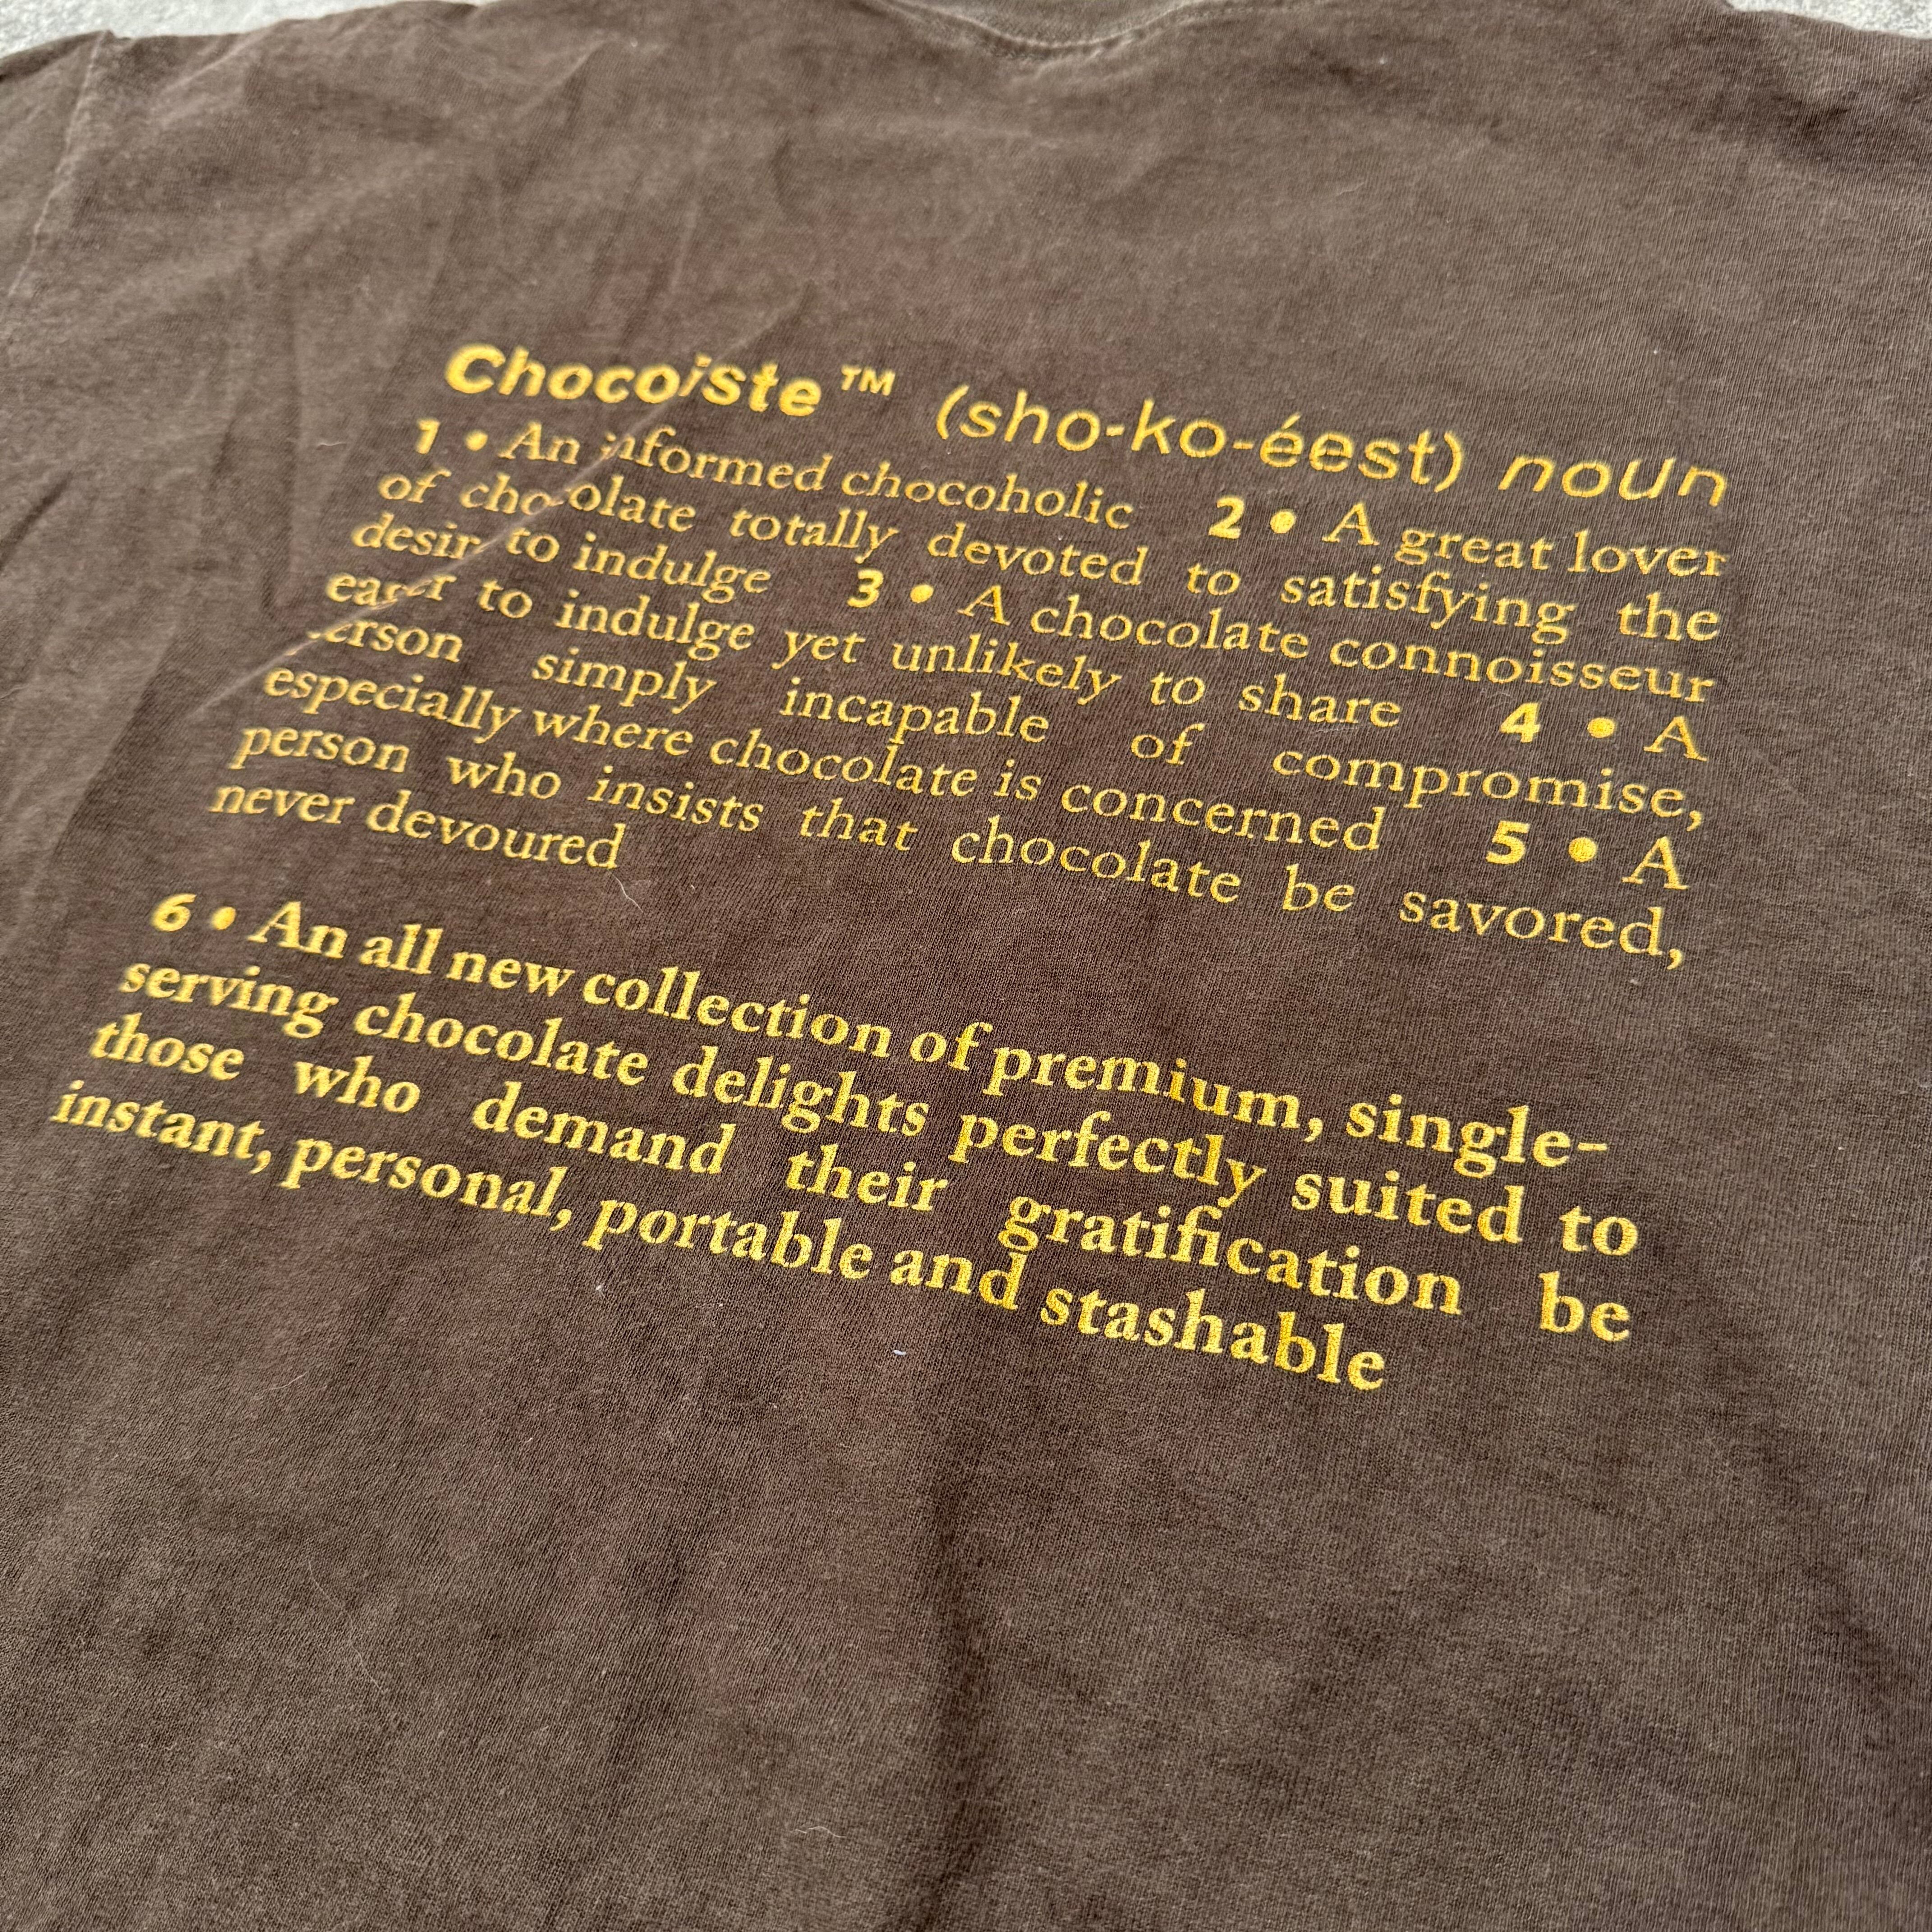 Chocoiste™ (sho-ko-éest) noun
1 • An informed chocoholic 2 • A great lover
of chocolate totally devoted to satisfying the
desir to indulge 3 • A chocolate connoisseur
eager to indulge yet unlikely to share 4 • A
person simply incapable of compromise,
especially where chocolate is concerned 5 • A
person who insists that chocolate be savored,
never devoured
6 • An all new collection of premium, single-
serving chocolate delights perfectly suited to
those who demand their gratification be
instant, personal, portable and stashable